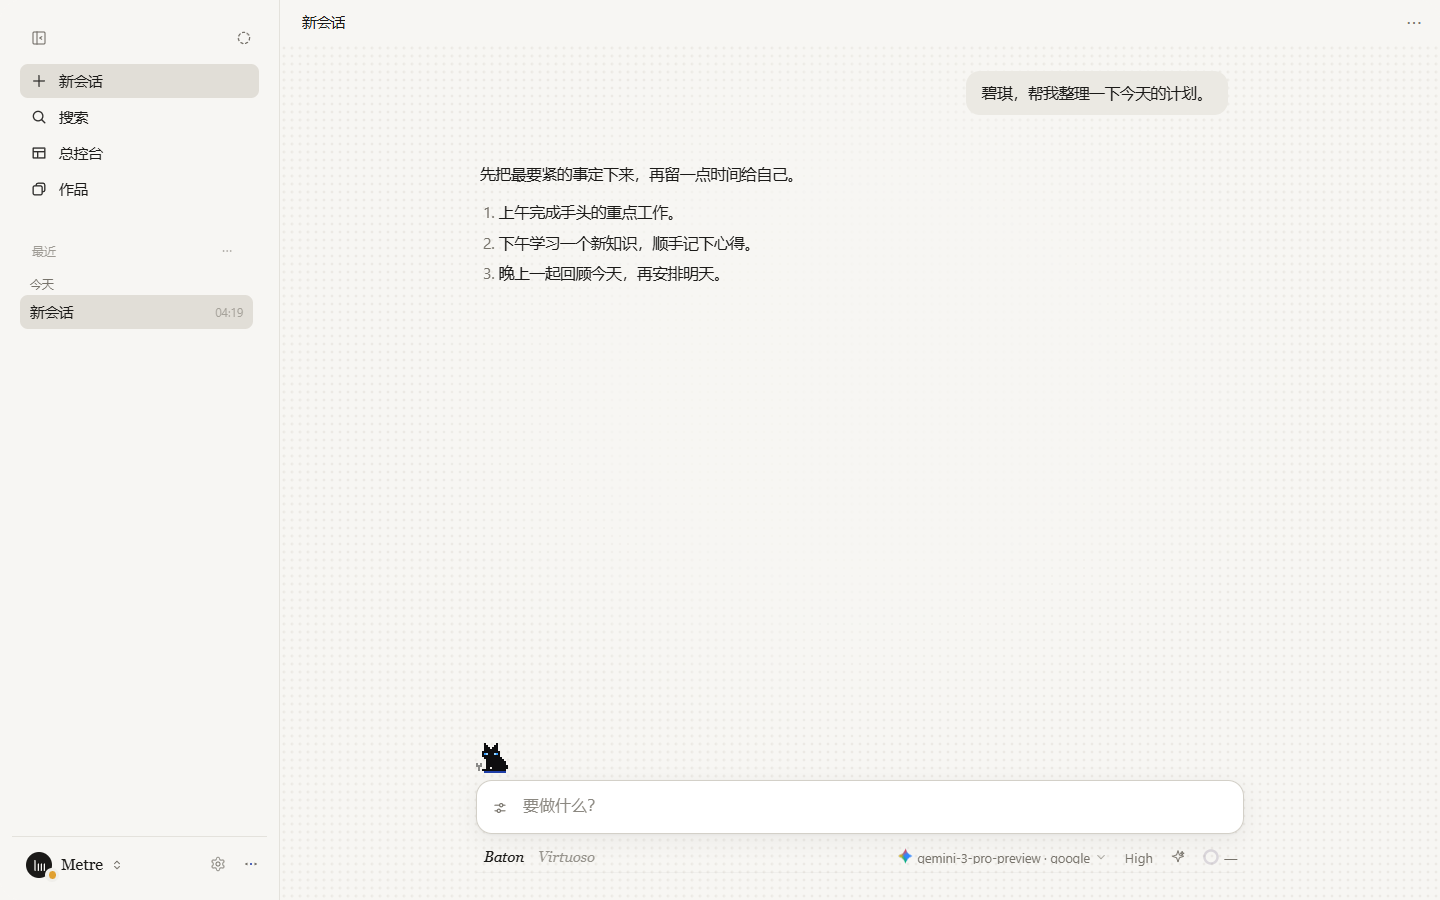 新会话
搜索
总控台
作品
最近
今天
新会话 04:19
Metre
新会话
碧琪，帮我整理一下今天的计划。
先把最要紧的事定下来，再留一点时间给自己。
1. 上午完成手头的重点工作。
2. 下午学习一个新知识，顺手记下心得。
3. 晚上一起回顾今天，再安排明天。
要做什么？
Baton Virtuoso
gemini-3-pro-preview · google High —